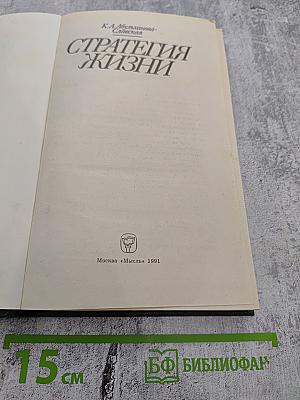 К. А. Абульханова-
Славская
СТРАТЕГИЯ
ЖИЗНИ
Москва «Мысль» 1991
15 см
БФ БИБЛИОФАН